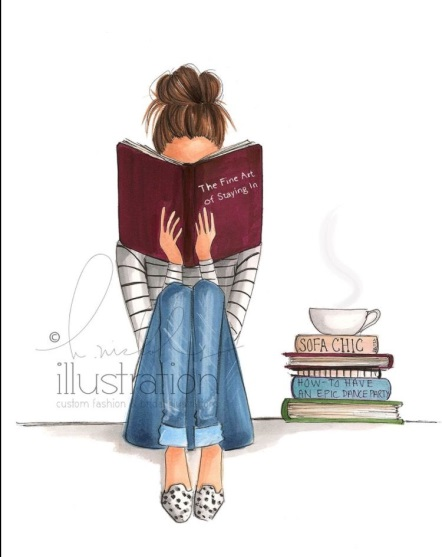 The Fine Art
of Staying In
©
illustration
custom fashion
SOFA CHIC
HOW-TO HAVE
AN EPIC DANCE PARTY